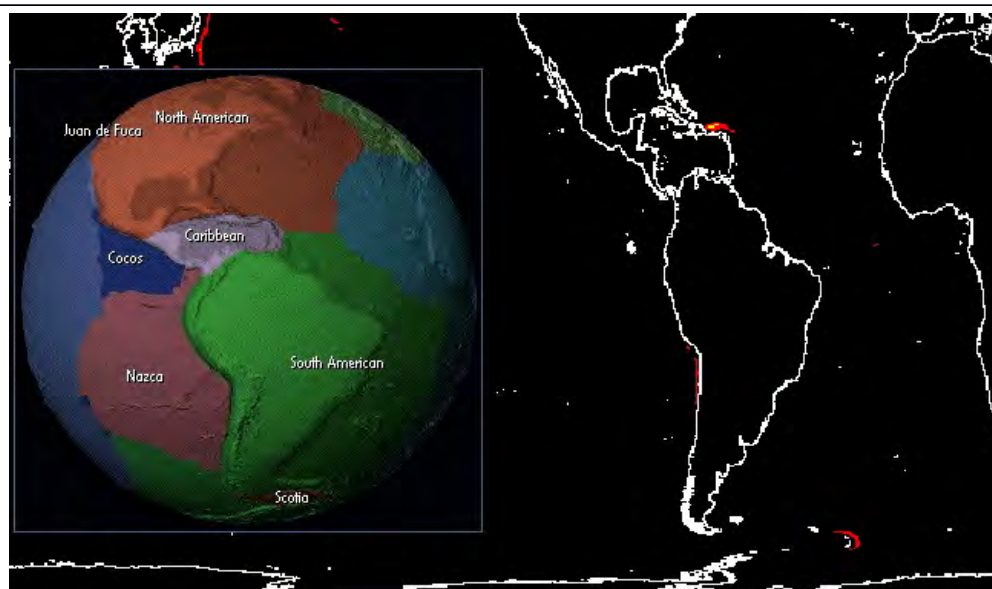 North American
Juan de Fuca
Caribbean
Cocos
South American
Nazca
Scotia